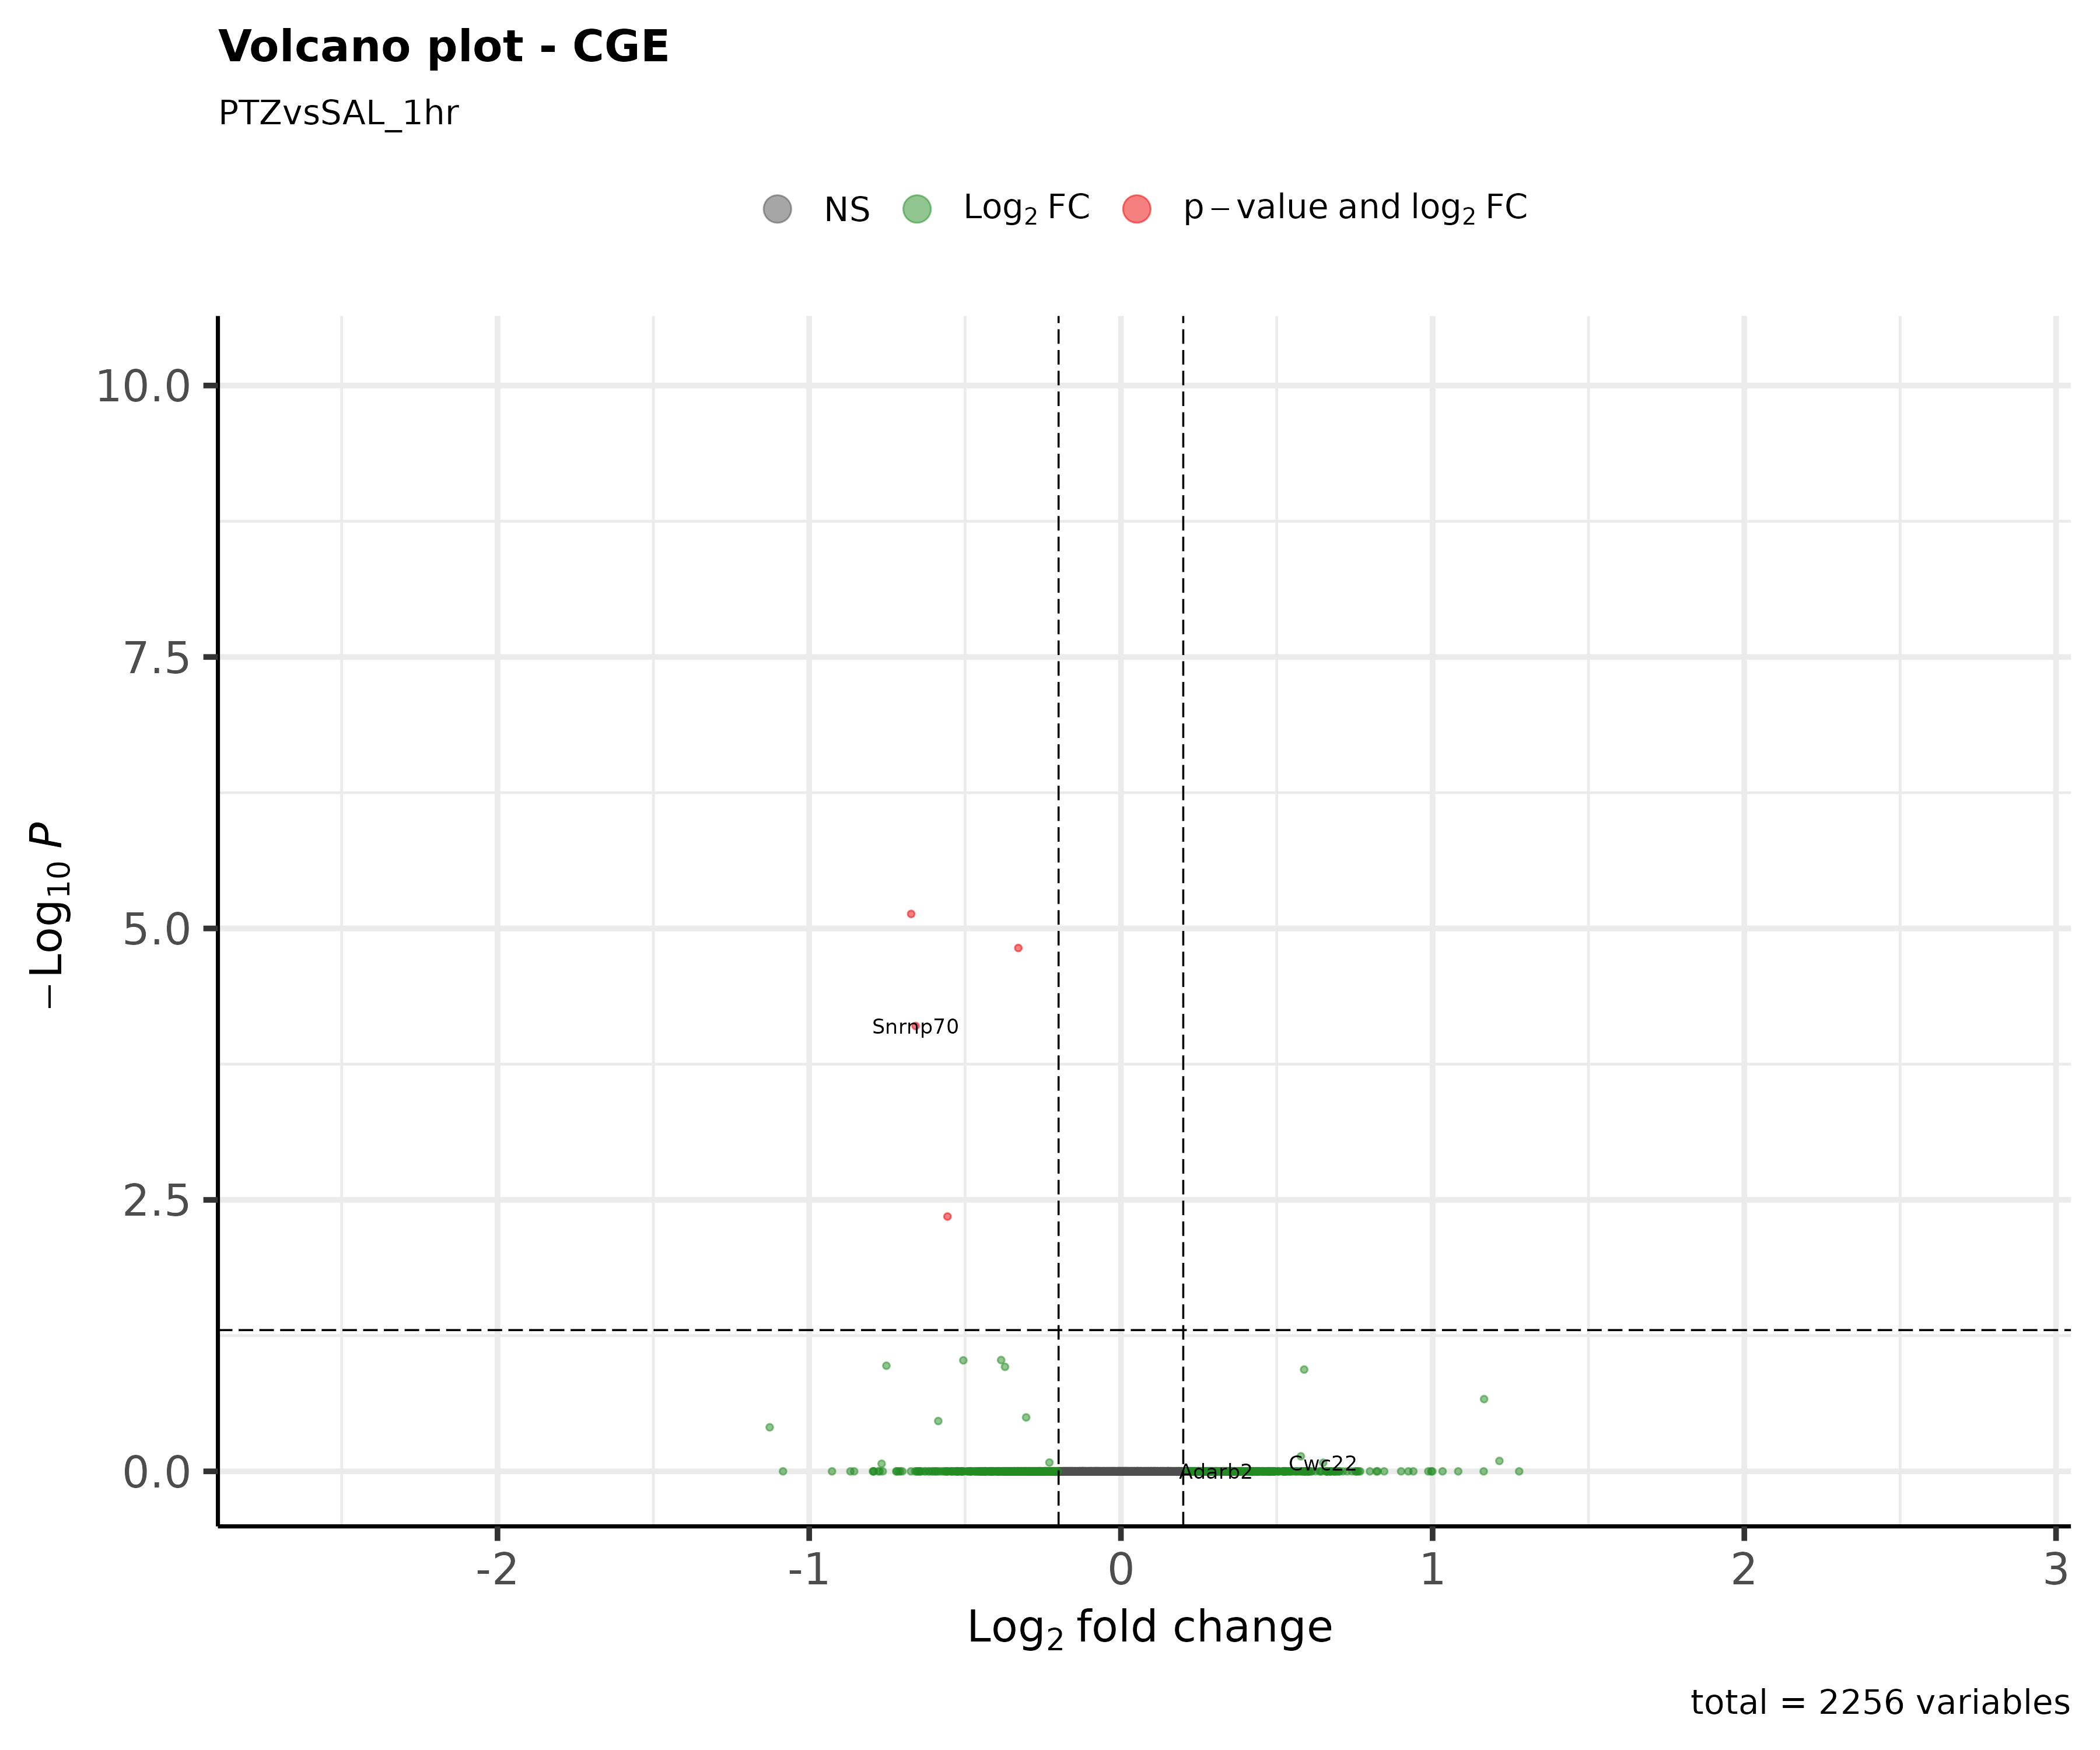 Volcano plot - CGE
PTZvsSAL_1hr
NS Log₂ FC p − value and log₂ FC
10.0
7.5
5.0
2.5
0.0
−Log₁₀ P
Snrnp70
Cwc22
Adarb2
-2 -1 0 1 2 3
Log₂ fold change
total = 2256 variables